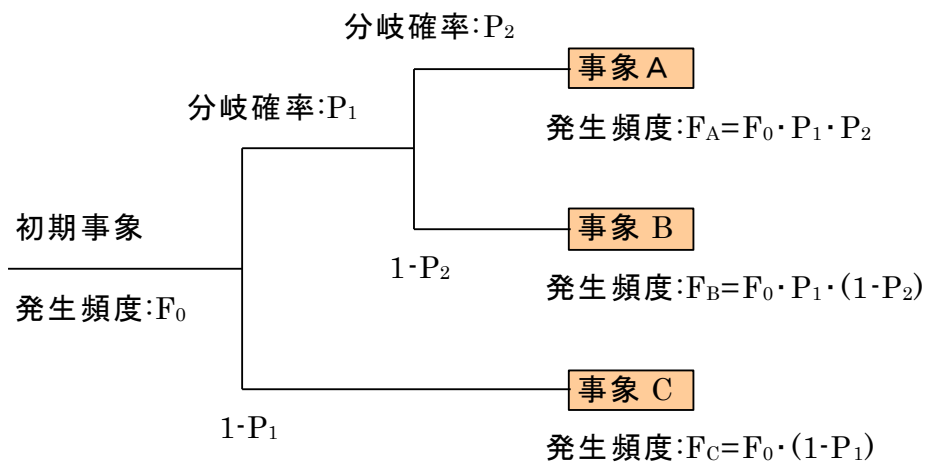 分岐確率:P₂
事象A
分岐確率:P₁
発生頻度:F_A=F₀・P₁・P₂
初期事象
事象 B
1-P₂
発生頻度:F_B=F₀・P₁・(1-P₂)
発生頻度:F₀
事象 C
1-P₁
発生頻度:F_C=F₀・(1-P₁)